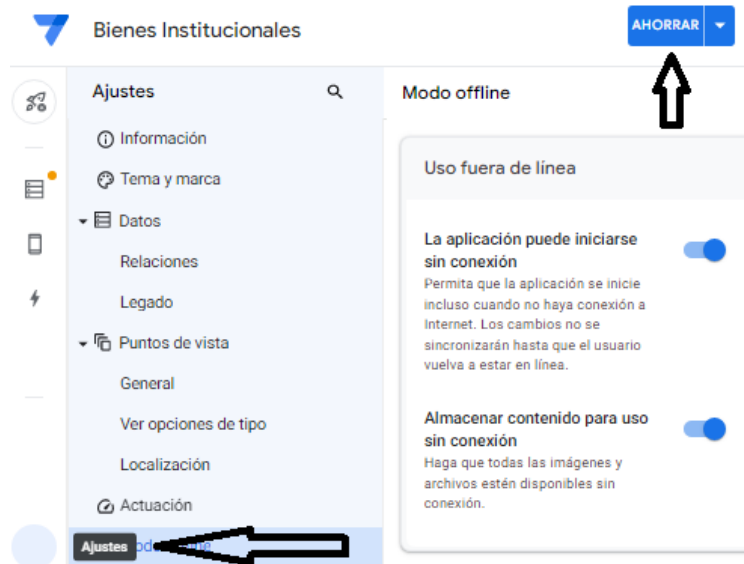 Bienes Institucionales
AHORRAR
Ajustes
Información
Tema y marca
Datos
Relaciones
Legado
Puntos de vista
General
Ver opciones de tipo
Localización
Actuación
Ajustes
Modo offline
Uso fuera de línea
La aplicación puede iniciarse
sin conexión
Permita que la aplicación se inicie
incluso cuando no haya conexión a
Internet. Los cambios no se
sincronizarán hasta que el usuario
vuelva a estar en línea.
Almacenar contenido para uso
sin conexión
Haga que todas las imágenes y
archivos estén disponibles sin
conexión.